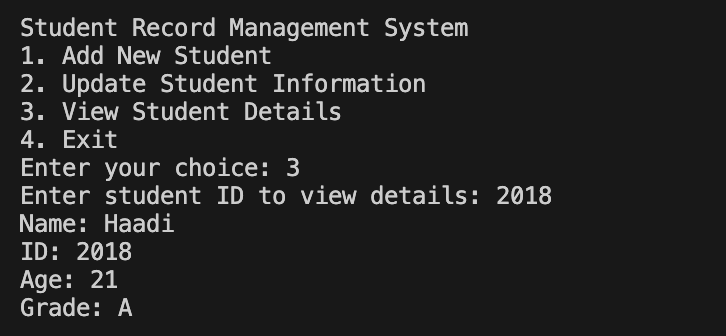 Student Record Management System
1. Add New Student
2. Update Student Information
3. View Student Details
4. Exit
Enter your choice: 3
Enter student ID to view details: 2018
Name: Haadi
ID: 2018
Age: 21
Grade: A